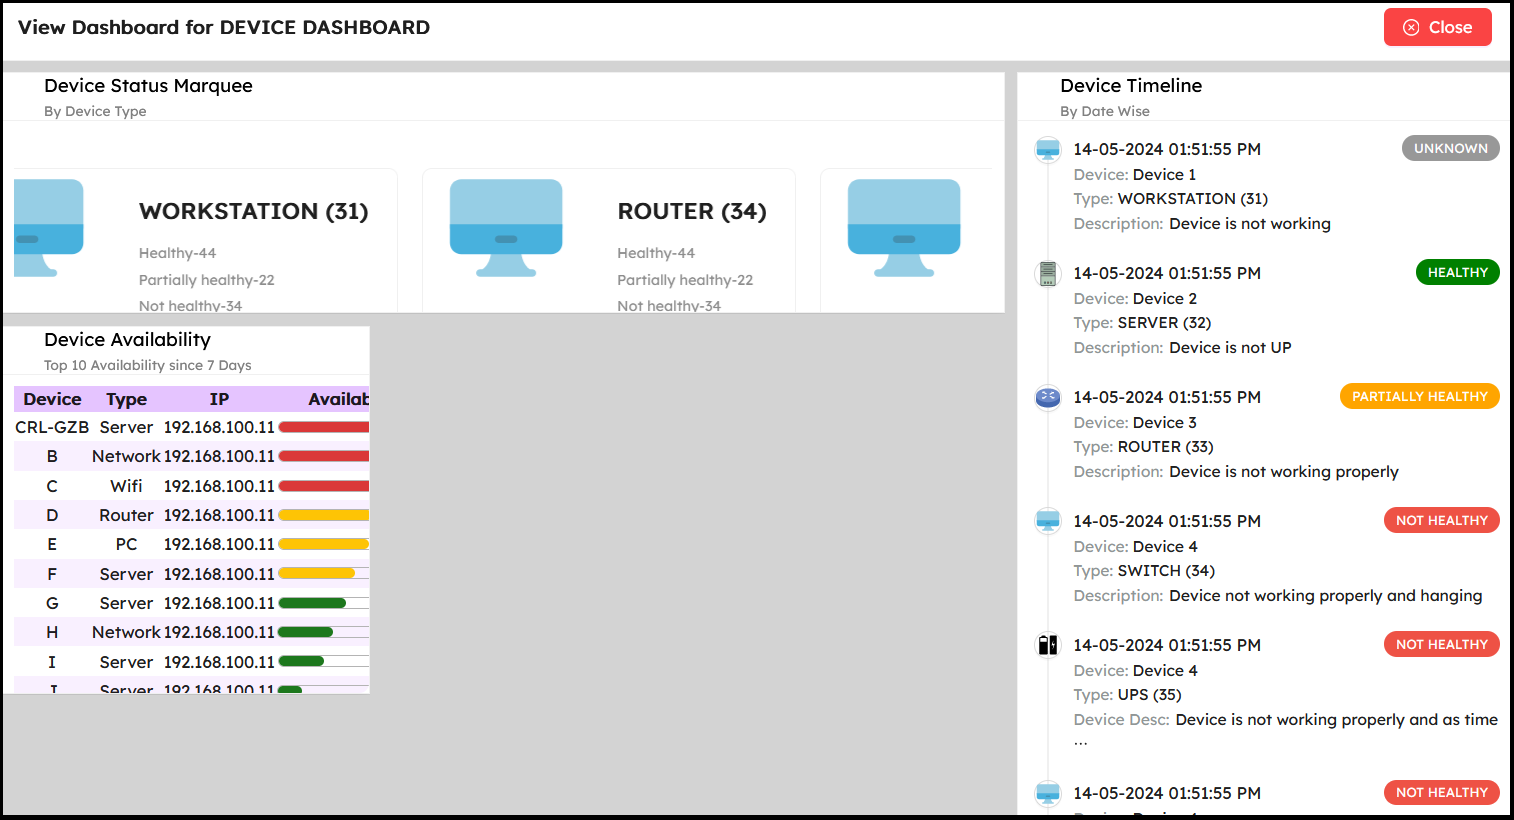 View Dashboard for DEVICE DASHBOARD
Close
Device Status Marquee
By Device Type
WORKSTATION (31)
Healthy-44
Partially healthy-22
Not healthy-34
ROUTER (34)
Healthy-44
Partially healthy-22
Not healthy-34
Device Availability
Top 10 Availability since 7 Days
Device Type IP Availab
CRL-GZB Server 192.168.100.11
B Network 192.168.100.11
C Wifi 192.168.100.11
D Router 192.168.100.11
E PC 192.168.100.11
F Server 192.168.100.11
G Server 192.168.100.11
H Network 192.168.100.11
I Server 192.168.100.11
Server 192.168.100.11
Device Timeline
By Date Wise
14-05-2024 01:51:55 PM UNKNOWN
Device: Device 1
Type: WORKSTATION (31)
Description: Device is not working
14-05-2024 01:51:55 PM HEALTHY
Device: Device 2
Type: SERVER (32)
Description: Device is not UP
14-05-2024 01:51:55 PM PARTIALLY HEALTHY
Device: Device 3
Type: ROUTER (33)
Description: Device is not working properly
14-05-2024 01:51:55 PM NOT HEALTHY
Device: Device 4
Type: SWITCH (34)
Description: Device not working properly and hanging
14-05-2024 01:51:55 PM NOT HEALTHY
Device: Device 4
Type: UPS (35)
Device Desc: Device is not working properly and as time
...
14-05-2024 01:51:55 PM NOT HEALTHY